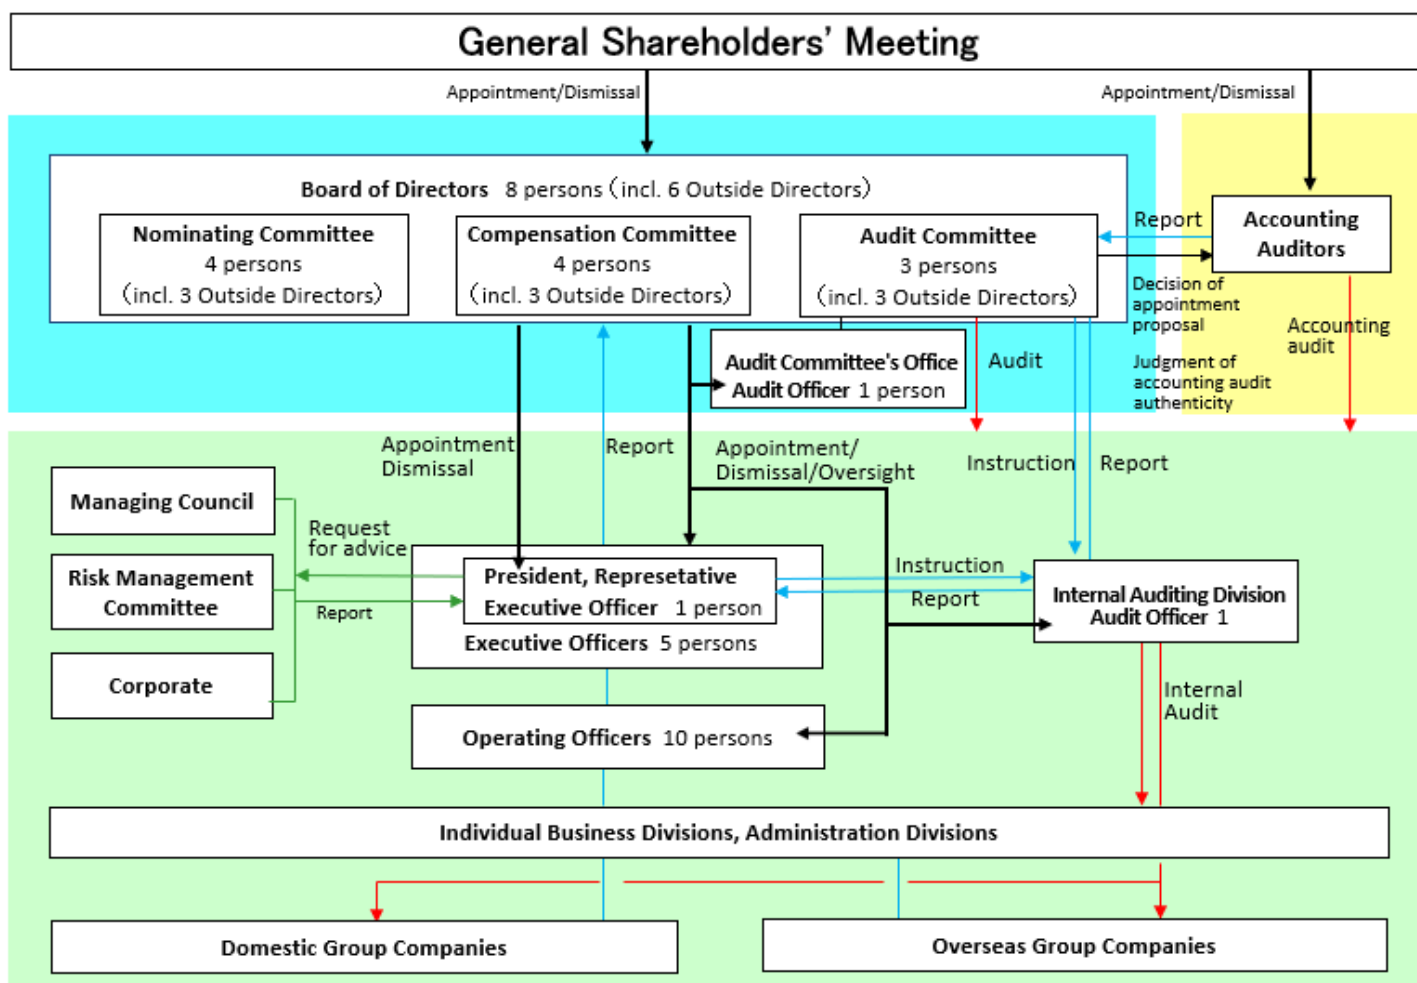 General Shareholders' Meeting
Appointment/Dismissal
Appointment/Dismissal
Board of Directors 8 persons (incl. 6 Outside Directors)
Nominating Committee
4 persons
(incl. 3 Outside Directors)
Compensation Committee
4 persons
(incl. 3 Outside Directors)
Audit Committee
3 persons
(incl. 3 Outside Directors)
Report
Accounting
Auditors
Decision of
appointment
proposal
Judgment of
accounting audit
authenticity
Accounting
audit
Audit Committee's Office
Audit Officer 1 person
Audit
Appointment
Dismissal
Report
Appointment/
Dismissal/Oversight
Instruction
Report
Managing Council
Risk Management
Committee
Corporate
Request
for advice
Report
President, Represetative
Executive Officer 1 person
Executive Officers 5 persons
Instruction
Report
Internal Auditing Division
Audit Officer 1
Internal
Audit
Operating Officers 10 persons
Individual Business Divisions, Administration Divisions
Domestic Group Companies
Overseas Group Companies